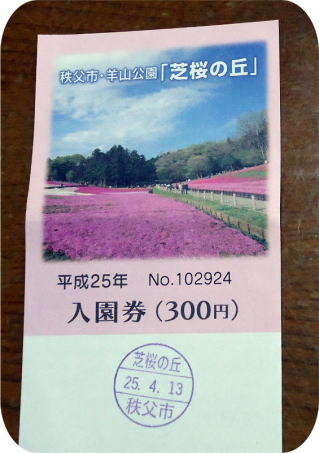 秩父市・羊山公園「芝桜の丘」
平成25年 No.102924
入園券(300円)
芝桜の丘
25.4.13
秩父市